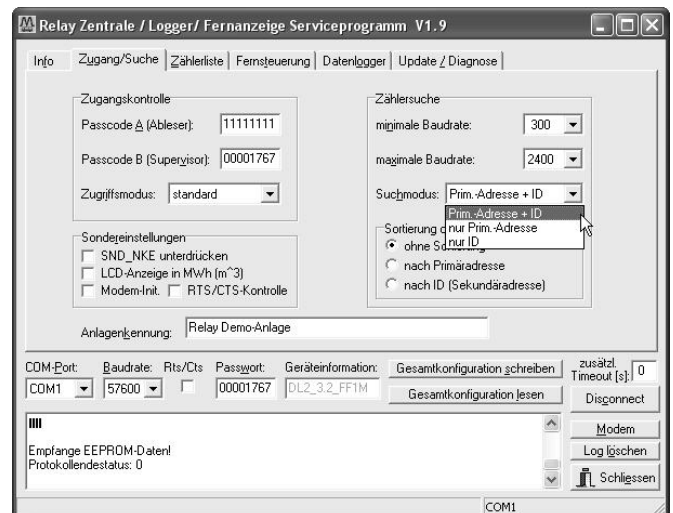 Relay Zentrale / Logger/ Fernanzeige Serviceprogramm V1.9
Info Zugang/Suche Zählerliste Fernsteuerung Datenlogger Update / Diagnose
Zugangskontrolle
Passcode A (Ableser): 11111111
Passcode B (Supervisor): 00001767
Zugriffsmodus: standard
Sondereinstellungen
SND_NKE unterdrücken
LCD-Anzeige in MWh (m^3)
Modem-Init. RTS/CTS-Kontrolle
Zählersuche
minimale Baudrate: 300
maximale Baudrate: 2400
Suchmodus: Prim.-Adresse + ID
Prim.-Adresse + ID
nur Prim.-Adresse
nur ID
Sortierung
ohne
nach Primäradresse
nach ID (Sekundäradresse)
Anlagenkennung: Relay Demo-Anlage
COM-Port: Baudrate: Rts/Cts Passwort: Geräteinformation:
COM1 57600 00001767 DL2_3.2_FF1M
Gesamtkonfiguration schreiben
Gesamtkonfiguration lesen
zusätzl.
Timeout [s]: 0
Disconnect
Modem
Log löschen
Schliessen
Empfange EEPROM-Daten!
Protokollendestatus: 0
COM1